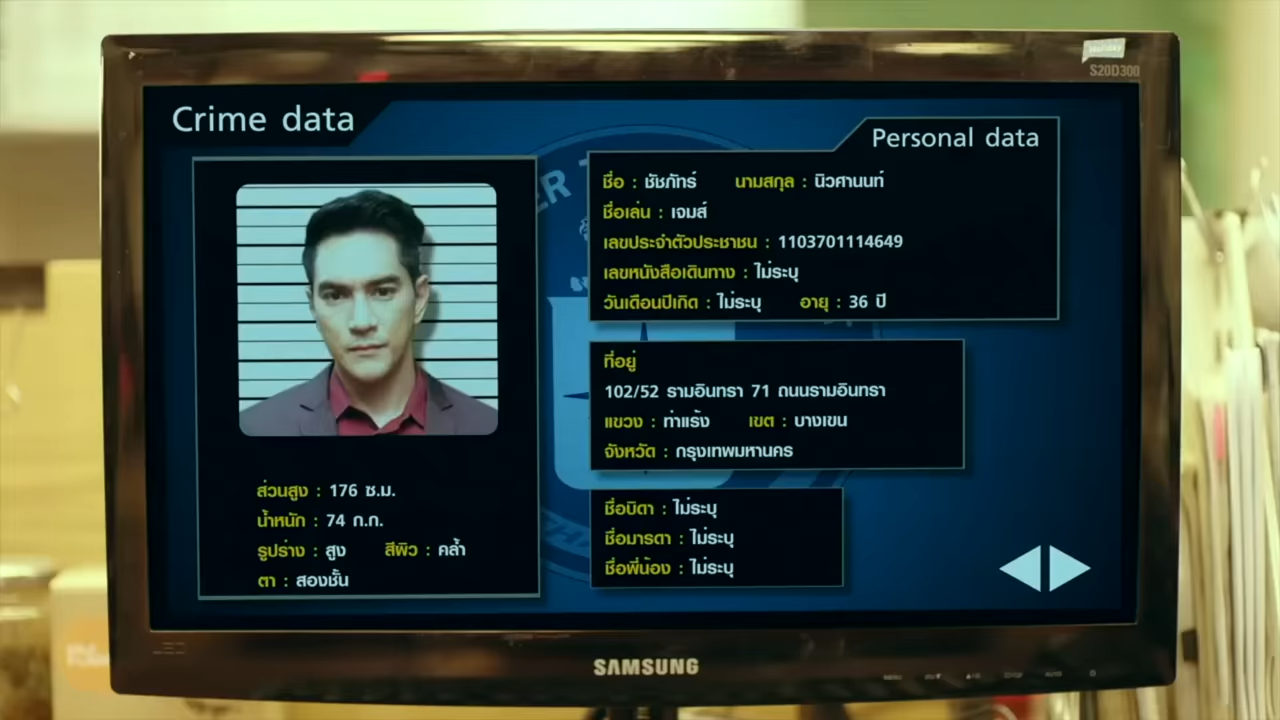 Holiday
S20D300
Crime data
Personal data
ชื่อ : ชัชภัทร์ นามสกุล : นิวศานนท์
ชื่อเล่น : เจมส์
เลขประจำตัวประชาชน : 1103701114649
เลขหนังสือเดินทาง : ไม่ระบุ
วันเดือนปีเกิด : ไม่ระบุ อายุ : 36 ปี
ที่อยู่
102/52 รามอินทรา 71 ถนนรามอินทรา
แขวง : ท่าแร้ง เขต : บางเขน
จังหวัด : กรุงเทพมหานคร
ส่วนสูง : 176 ซ.ม.
น้ำหนัก : 74 ก.ก.
รูปร่าง : สูง สีผิว : คล้ำ
ตา : สองชั้น
ชื่อบิดา : ไม่ระบุ
ชื่อมารดา : ไม่ระบุ
ชื่อพี่น้อง : ไม่ระบุ
SAMSUNG
MENU
AUTO